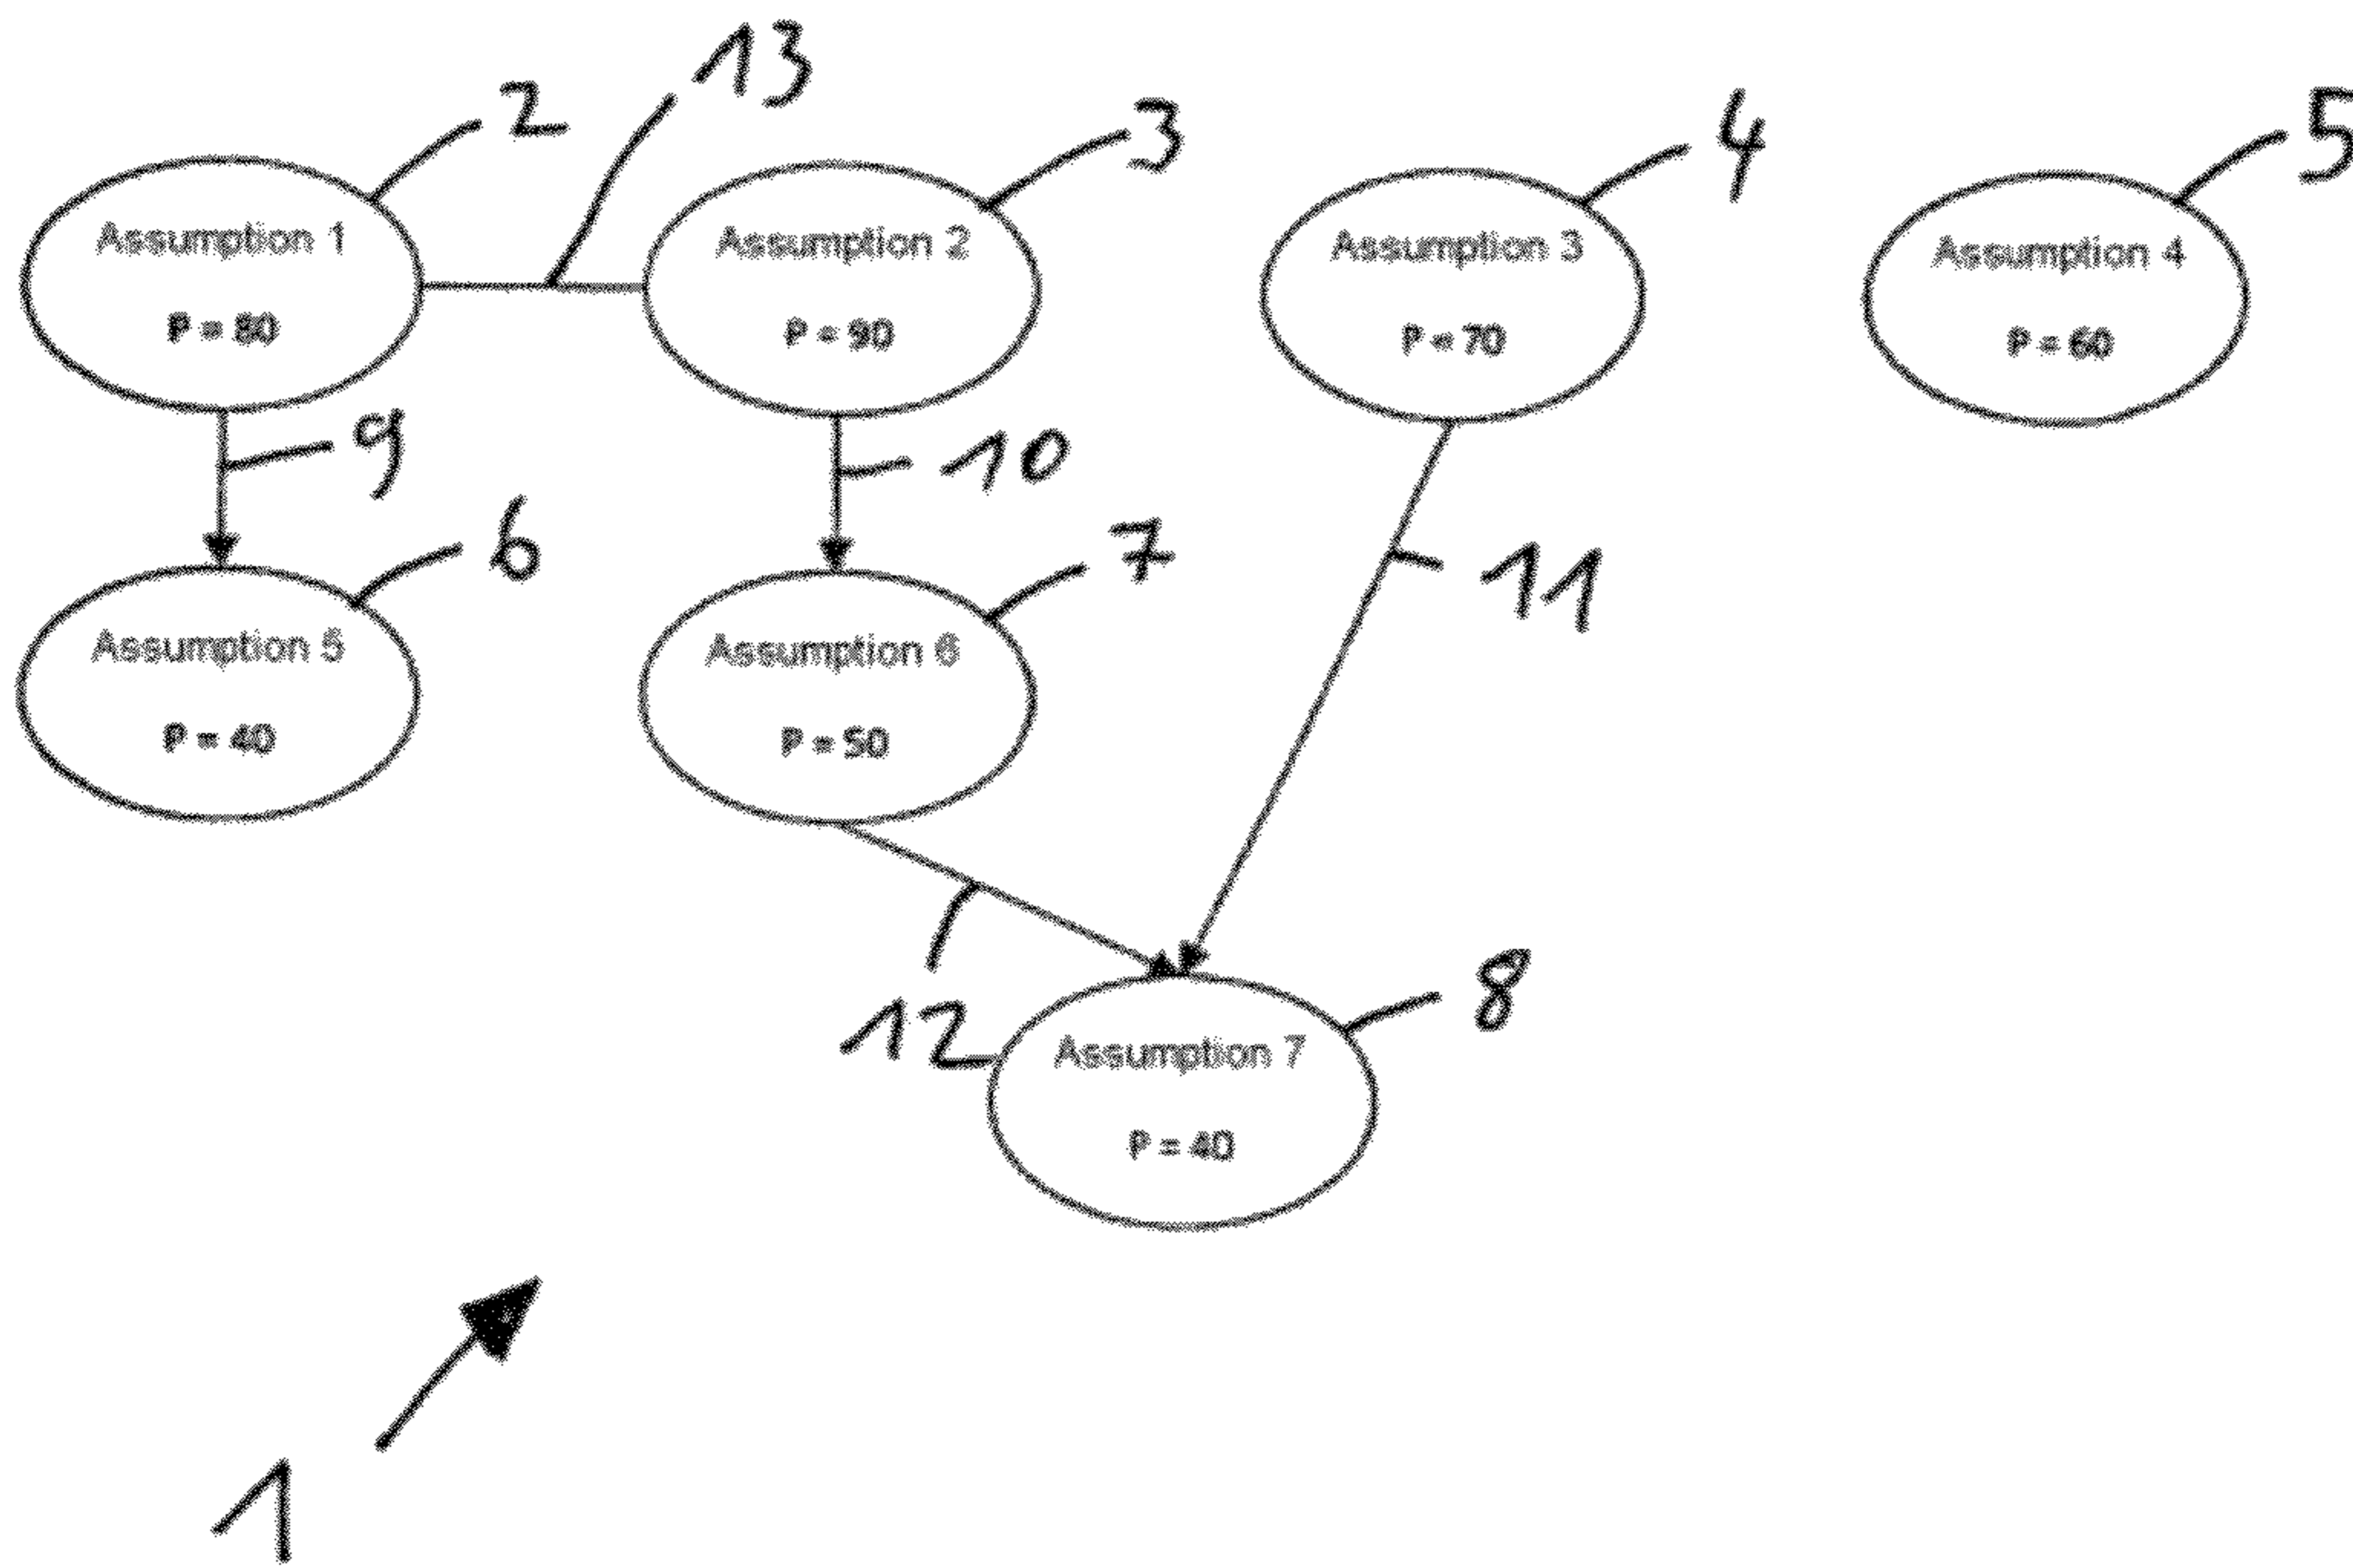 13
2
3
4
5
Assumption 1
P = 80
Assumption 2
P = 90
Assumption 3
P = 70
Assumption 4
P = 60
9
10
11
6
7
Assumption 5
P = 40
Assumption 6
P = 50
12
8
Assumption 7
P = 40
1